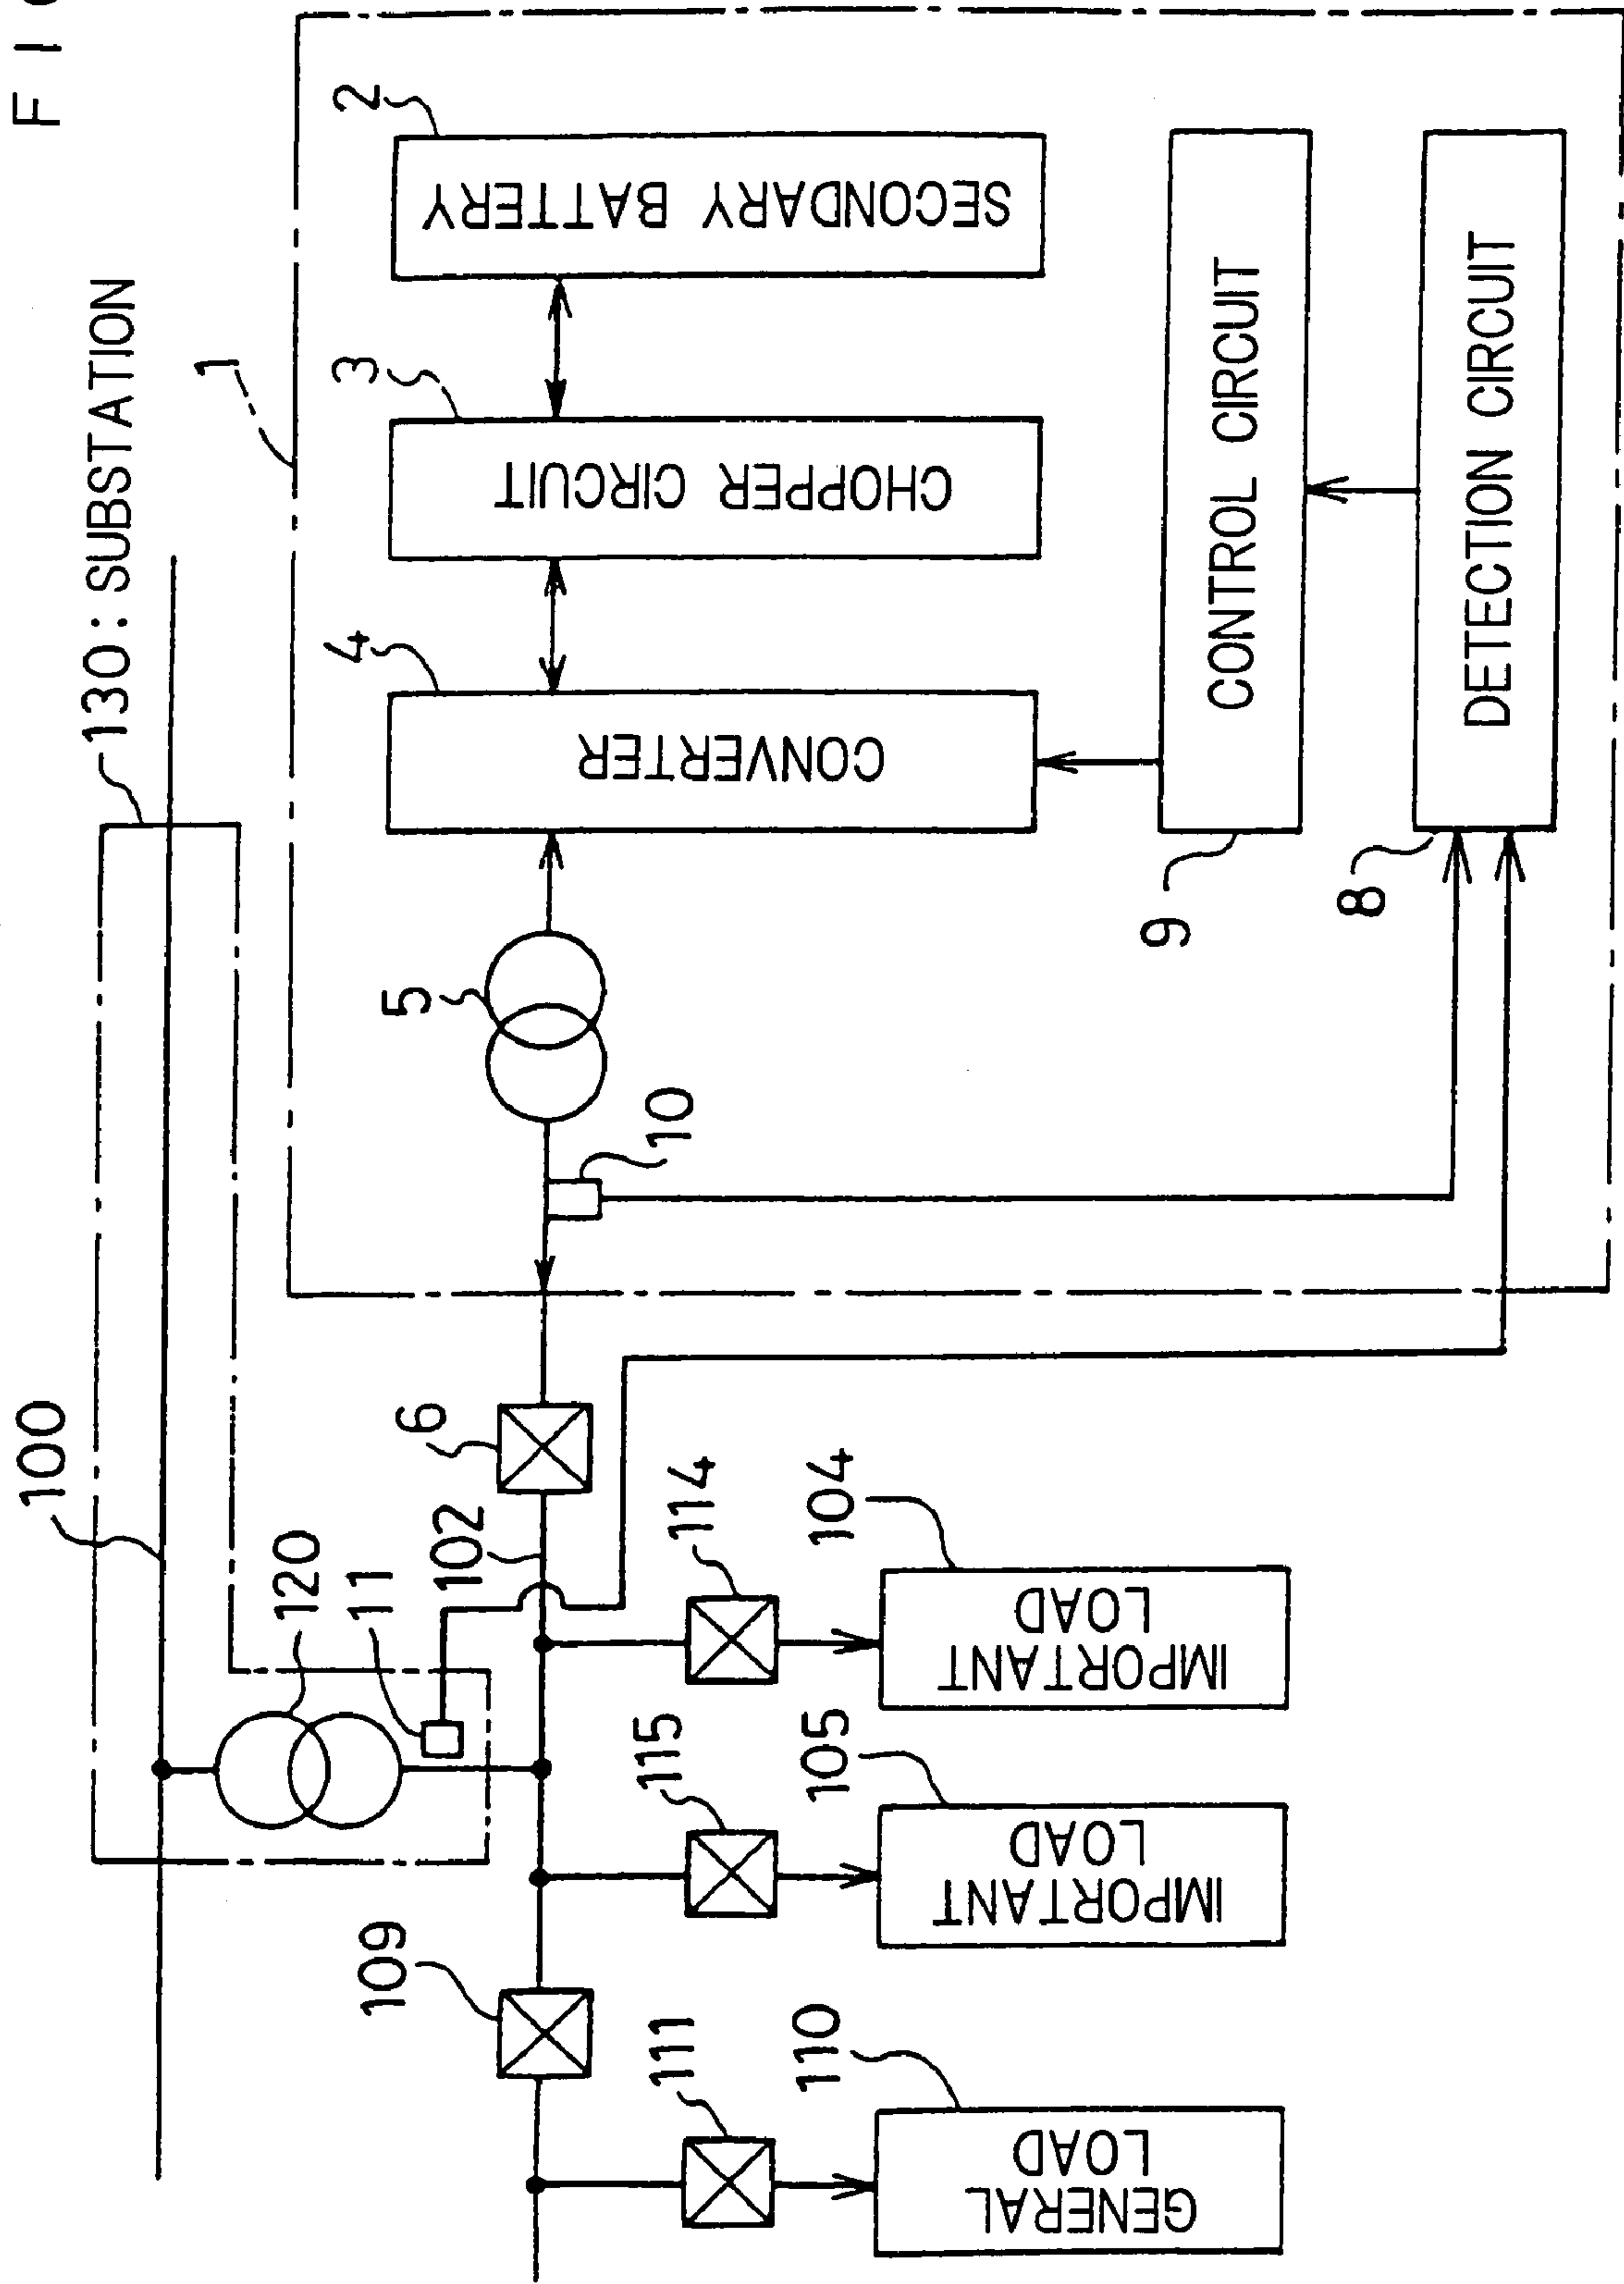 FIG
130:SUBSTATION
100
1
120
11
102
6
5
10
4
3
2
CONVERTER
CHOPPER CIRCUIT
SECONDARY BATTERY
9
CONTROL CIRCUIT
8
DETECTION CIRCUIT
109
111
115
114
110
105
104
GENERAL
LOAD
IMPORTANT
LOAD
IMPORTANT
LOAD